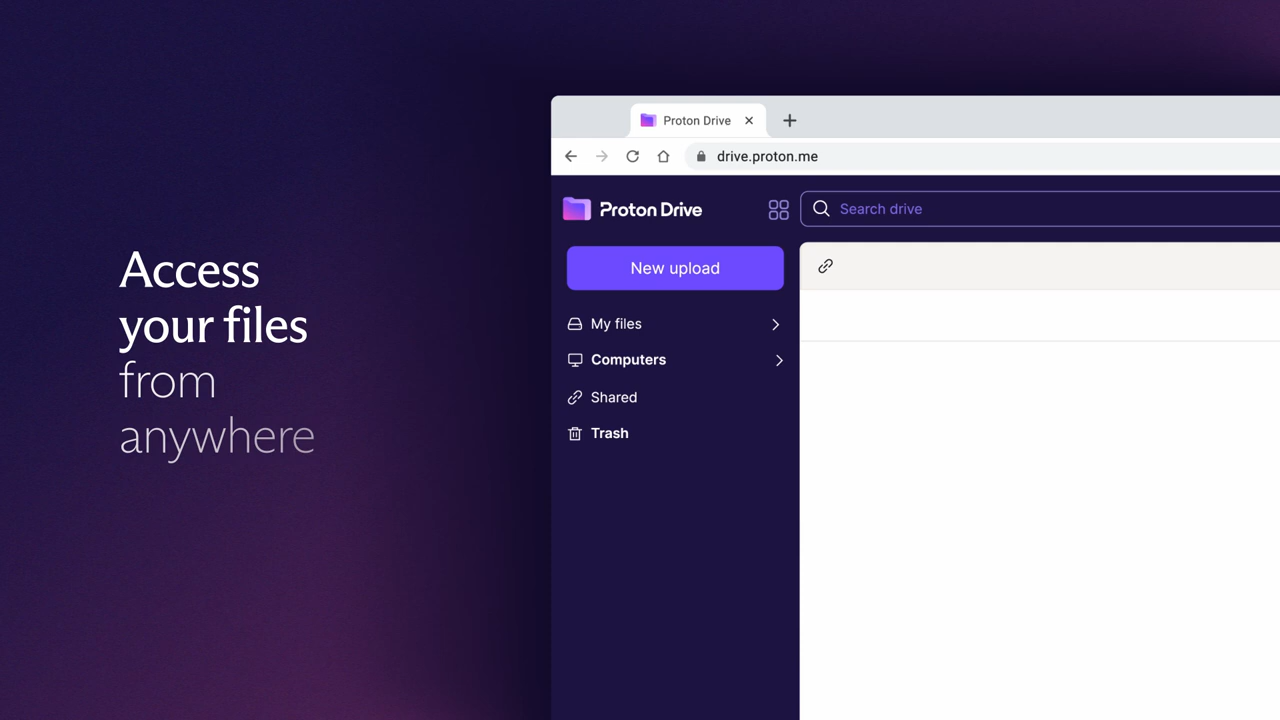 Access
your files
from
anywhere
Proton Drive
drive.proton.me
Proton Drive
Search drive
New upload
My files
Computers
Shared
Trash